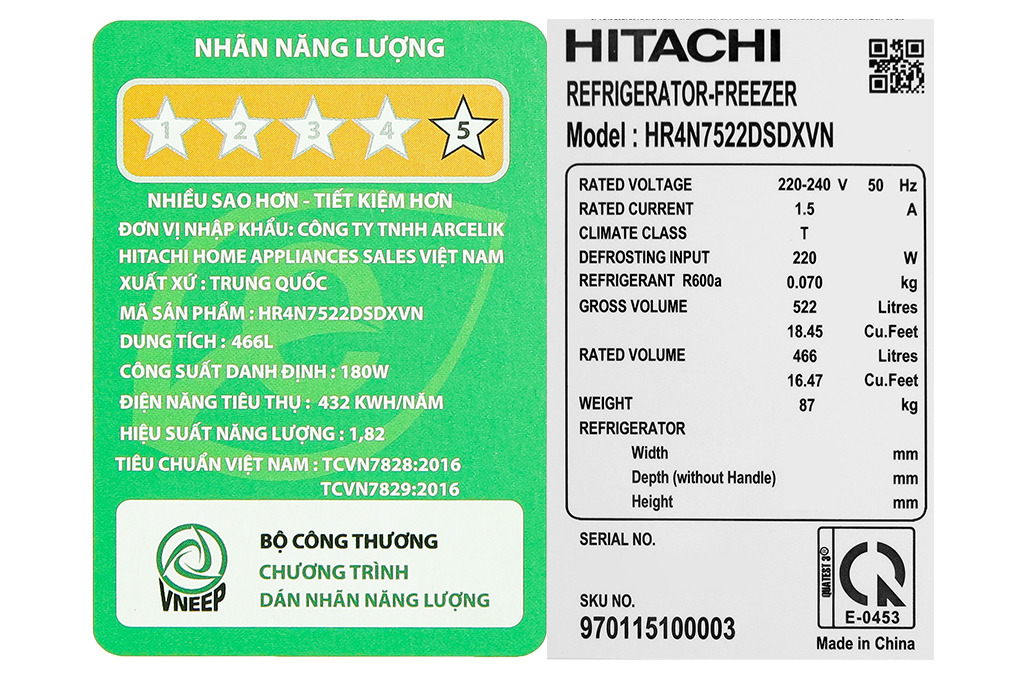 NHÃN NĂNG LƯỢNG
1 2 3 4 5
NHIỀU SAO HƠN - TIẾT KIỆM HƠN
ĐƠN VỊ NHẬP KHẨU: CÔNG TY TNHH ARCELIK
HITACHI HOME APPLIANCES SALES VIỆT NAM
XUẤT XỨ : TRUNG QUỐC
MÃ SẢN PHẨM : HR4N7522DSDXVN
DUNG TÍCH : 466L
CÔNG SUẤT DANH ĐỊNH : 180W
ĐIỆN NĂNG TIÊU THỤ : 432 KWH/NĂM
HIỆU SUẤT NĂNG LƯỢNG : 1,82
TIÊU CHUẨN VIỆT NAM : TCVN7828:2016
TCVN7829:2016
VNEEP
BỘ CÔNG THƯƠNG
CHƯƠNG TRÌNH
DÁN NHÃN NĂNG LƯỢNG
HITACHI
REFRIGERATOR-FREEZER
Model : HR4N7522DSDXVN
RATED VOLTAGE 220-240 V 50 Hz
RATED CURRENT 1.5 A
CLIMATE CLASS T
DEFROSTING INPUT 220 W
REFRIGERANT R600a 0.070 kg
GROSS VOLUME 522 Litres
18.45 Cu.Feet
RATED VOLUME 466 Litres
16.47 Cu.Feet
WEIGHT 87 kg
REFRIGERATOR
Width mm
Depth (without Handle) mm
Height mm
SERIAL NO.
SKU NO.
970115100003
QUATEST 3®
E-0453
Made in China